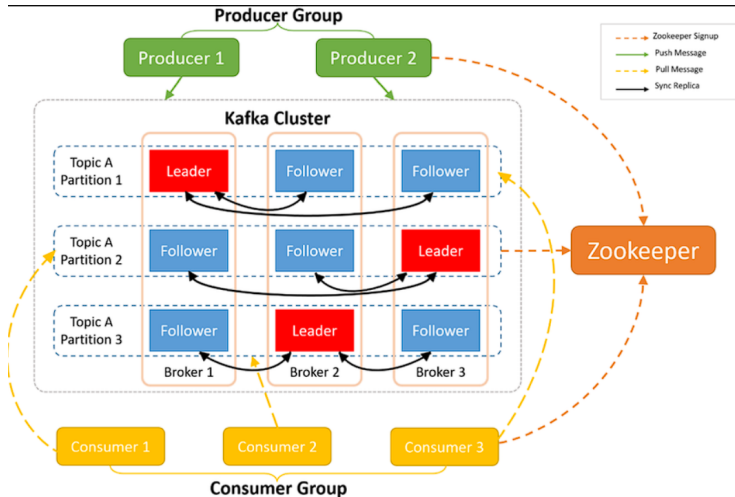 Producer Group
Producer 1
Producer 2
Zookeeper Signup
Push Message
Pull Message
Sync Replica
Kafka Cluster
Topic A
Partition 1
Leader
Follower
Follower
Topic A
Partition 2
Follower
Follower
Leader
Zookeeper
Topic A
Partition 3
Follower
Leader
Follower
Broker 1
Broker 2
Broker 3
Consumer 1
Consumer 2
Consumer 3
Consumer Group